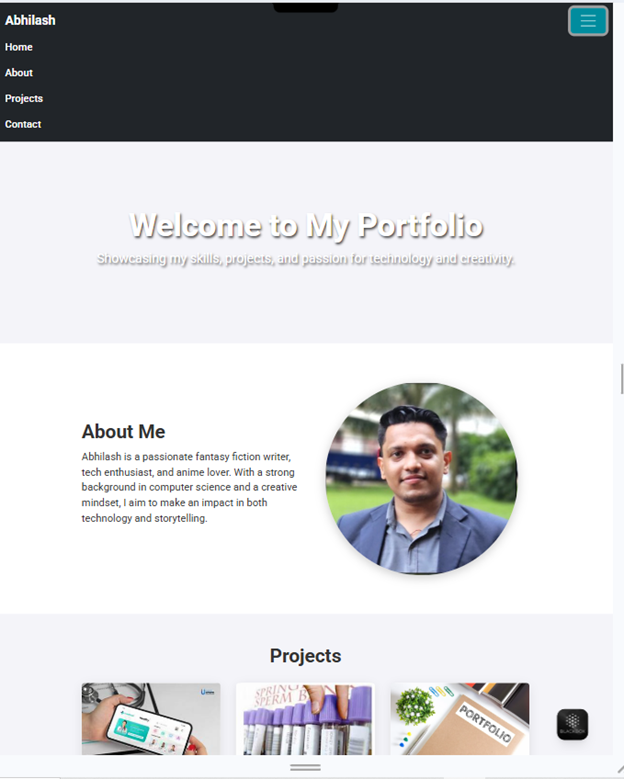 Abhilash
Home
About
Projects
Contact
Welcome to My Portfolio
Showcasing my skills, projects, and passion for technology and creativity.
About Me
Abhilash is a passionate fantasy fiction writer,
tech enthusiast, and anime lover. With a strong
background in computer science and a creative
mindset, I aim to make an impact in both
technology and storytelling.
Projects
SPRING
SPERM B
PORTFOLIO
BLACKBOX